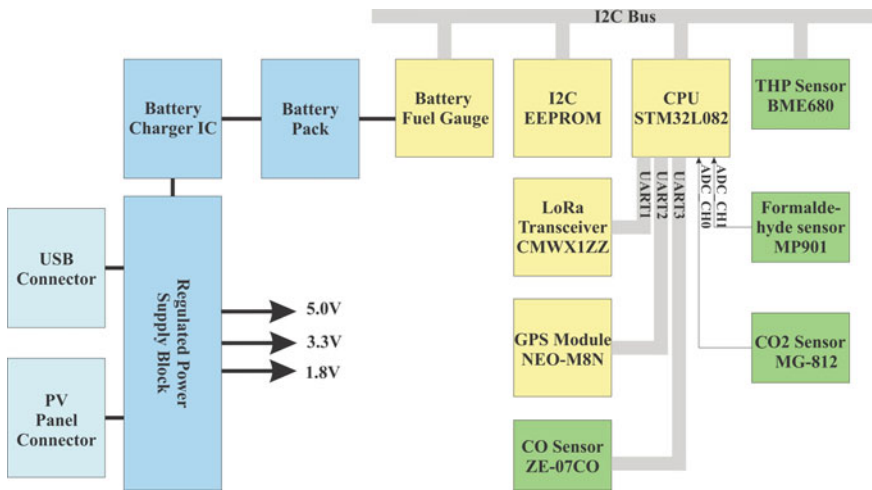 I2C Bus
Battery
Charger IC
Battery
Pack
Battery
Fuel Gauge
I2C
EEPROM
CPU
STM32L082
THP Sensor
BME680
UART1
UART2
UART3
ADC_CH0
ADC_CH1
USB
Connector
Regulated Power
Supply Block
5.0V
3.3V
1.8V
PV
Panel
Connector
LoRa
Transceiver
CMWX1ZZ
Formalde-
hyde sensor
MP901
GPS Module
NEO-M8N
CO2 Sensor
MG-812
CO Sensor
ZE-07CO